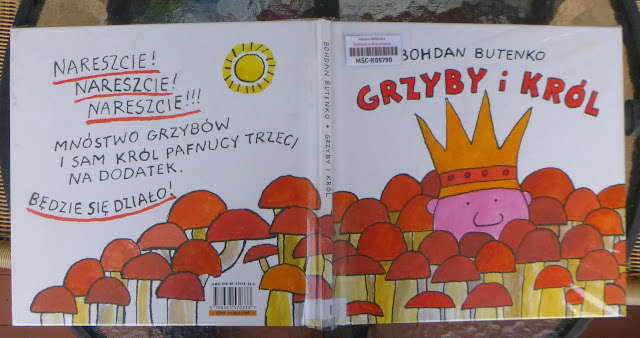 NARESZCIE!
NARESZCIE!
NARESZCIE!!!
MNÓSTWO GRZYBÓW
I SAM KRÓL PAFNUCY TRZECI
NA DODATEK.
BĘDZIE SIĘ DZIAŁO!
BOHDAN BUTENKO • GRZYBY i KRÓL
MSC-K05790
BOHDAN BUTENKO
GRZYBY i KRÓL